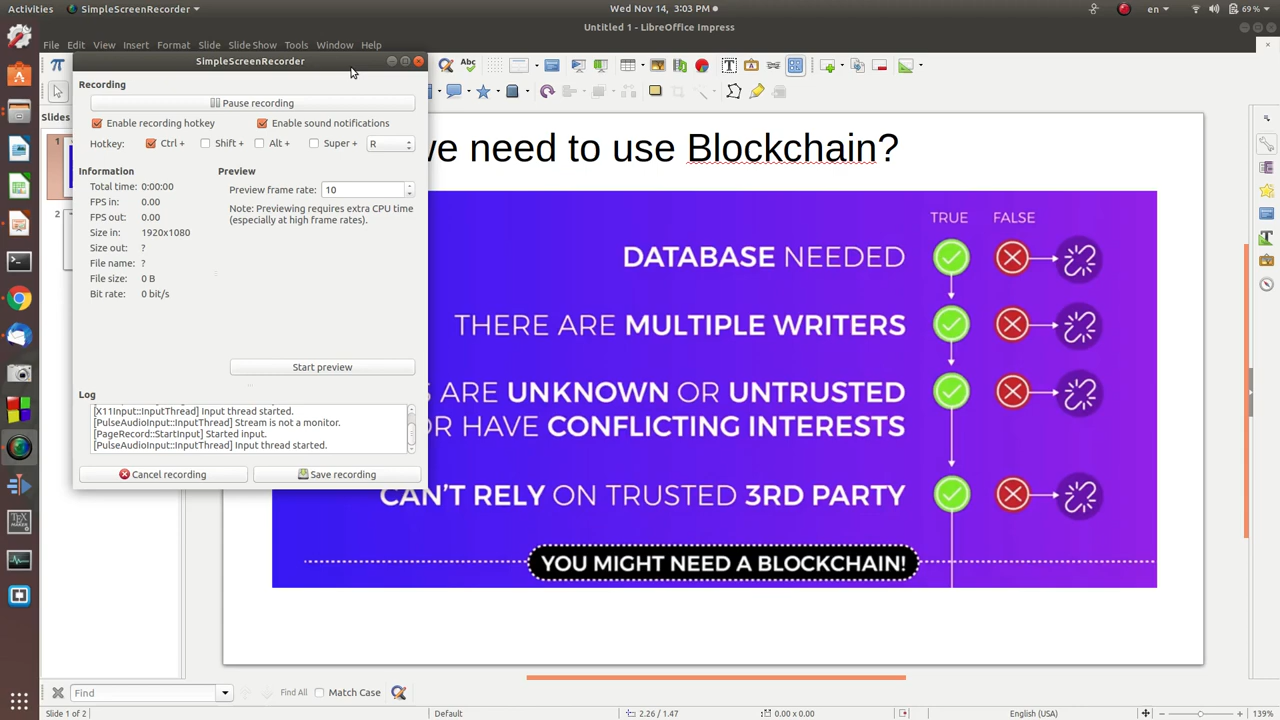 Activities
SimpleScreenRecorder
Wed Nov 14, 3:03 PM
en
69 %
Untitled 1 - LibreOffice Impress
File Edit View Insert Format Slide Slide Show Tools Window Help
SimpleScreenRecorder
Recording
Pause recording
Enable recording hotkey
Enable sound notifications
Hotkey: Ctrl + Shift + Alt + Super + R
Information
Total time: 0:00:00
FPS in: 0.00
FPS out: 0.00
Size in: 1920x1080
Size out: ?
File name: ?
File size: 0 B
Bit rate: 0 bit/s
Preview
Preview frame rate: 10
Note: Previewing requires extra CPU time
(especially at high frame rates).
Start preview
Log
[X11Input::InputThread] Input thread started.
[PulseAudioInput::InputThread] Stream is not a monitor.
[PageRecord::StartInput] Started input.
[PulseAudioInput::InputThread] Input thread started.
Cancel recording
Save recording
Slides
1
2
we need to use Blockchain?
TRUE FALSE
DATABASE NEEDED
THERE ARE MULTIPLE WRITERS
ARE UNKNOWN OR UNTRUSTED
OR HAVE CONFLICTING INTERESTS
CAN'T RELY ON TRUSTED 3RD PARTY
YOU MIGHT NEED A BLOCKCHAIN!
Find
Find All
Match Case
Slide 1 of 2
Default
2.26 / 1.47
0.00 x 0.00
English (USA)
139%